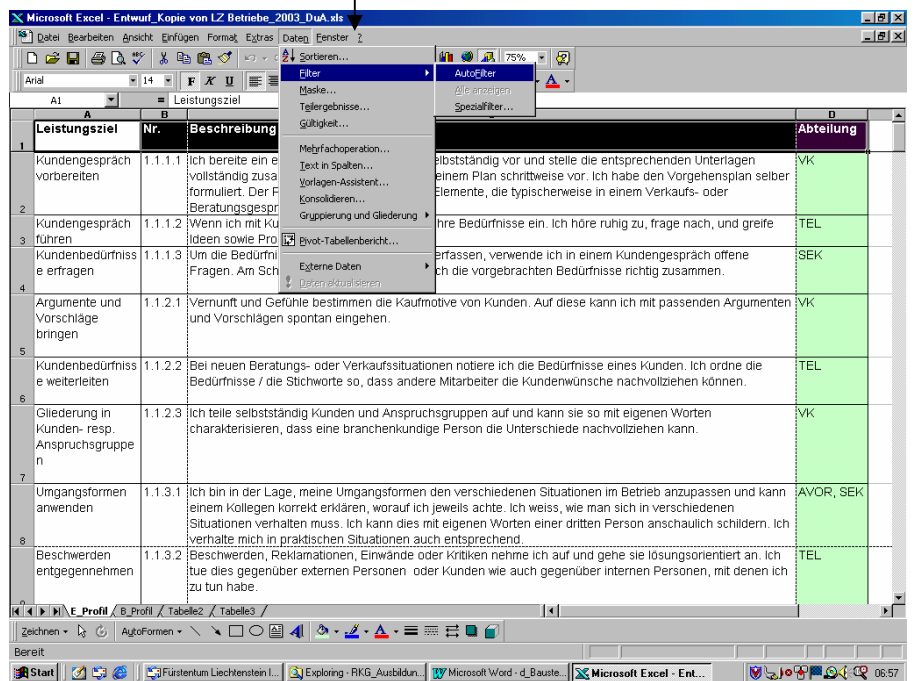 Microsoft Excel - Entwurf_Kopie von LZ Betriebe_2003_DuA.xls
Datei Bearbeiten Ansicht Einfügen Format Extras Daten Fenster ?
75%
Arial 14 F K U
A1 = Leistungsziel
Sortieren...
Filter
Maske...
Teilergebnisse...
Gültigkeit...
Mehrfachoperation...
Text in Spalten...
Vorlagen-Assistent...
Konsolidieren...
Gruppierung und Gliederung
Pivot-Tabellenbericht...
Externe Daten
Daten aktualisieren
AutoFilter
Alle anzeigen
Spezialfilter...
A B D
1 Leistungsziel Nr. Beschreibung Abteilung
2 Kundengespräch vorbereiten 1.1.1.1 Ich bereite ein e elbstständig vor und stelle die entsprechenden Unterlagen VK
vollständig zusa einem Plan schrittweise vor. Ich habe den Vorgehensplan selber
formuliert. Der P Elemente, die typischerweise in einem Verkaufs- oder
Beratungsgespr
3 Kundengespräch führen 1.1.1.2 Wenn ich mit Ku hre Bedürfnisse ein. Ich höre ruhig zu, frage nach, und greife TEL
Ideen sowie Pro
4 Kundenbedürfniss e erfragen 1.1.1.3 Um die Bedürfni erfassen, verwende ich in einem Kundengespräch offene SEK
Fragen. Am Sch ch die vorgebrachten Bedürfnisse richtig zusammen.
5 Argumente und Vorschläge bringen 1.1.2.1 Vernunft und Gefühle bestimmen die Kaufmotive von Kunden. Auf diese kann ich mit passenden Argumenten VK
und Vorschlägen spontan eingehen.
6 Kundenbedürfniss e weiterleiten 1.1.2.2 Bei neuen Beratungs- oder Verkaufssituationen notiere ich die Bedürfnisse eines Kunden. Ich ordne die TEL
Bedürfnisse / die Stichworte so, dass andere Mitarbeiter die Kundenwünsche nachvollziehen können.
7 Gliederung in Kunden- resp. Anspruchsgruppe n 1.1.2.3 Ich teile selbstständig Kunden und Anspruchsgruppen auf und kann sie so mit eigenen Worten VK
charakterisieren, dass eine branchenkundige Person die Unterschiede nachvollziehen kann.
8 Umgangsformen anwenden 1.1.3.1 Ich bin in der Lage, meine Umgangsformen den verschiedenen Situationen im Betrieb anzupassen und kann AVOR, SEK
einem Kollegen korrekt erklären, worauf ich jeweils achte. Ich weiss, wie man sich in verschiedenen
Situationen verhalten muss. Ich kann dies mit eigenen Worten einer dritten Person anschaulich schildern. Ich
verhalte mich in praktischen Situationen auch entsprechend.
Beschwerden entgegennehmen 1.1.3.2 Beschwerden, Reklamationen, Einwände oder Kritiken nehme ich auf und gehe sie lösungsorientiert an. Ich TEL
tue dies gegenüber externen Personen oder Kunden wie auch gegenüber internen Personen, mit denen ich
zu tun habe.
E_Profil / B_Profil / Tabelle2 / Tabelle3
Zeichnen AutoFormen
Bereit
Start Fürstentum Liechtenstein I... Exploring - RKG_Ausbildun... Microsoft Word - d_Bauste... Microsoft Excel - Ent... 06:57